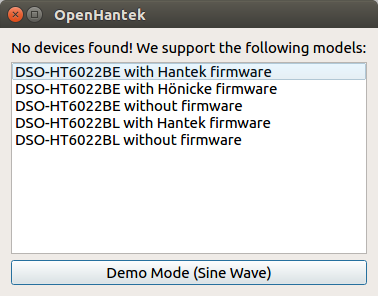 OpenHantek
No devices found! We support the following models:
DSO-HT6022BE with Hantek firmware
DSO-HT6022BE with Hönicke firmware
DSO-HT6022BE without firmware
DSO-HT6022BL with Hantek firmware
DSO-HT6022BL without firmware
Demo Mode (Sine Wave)